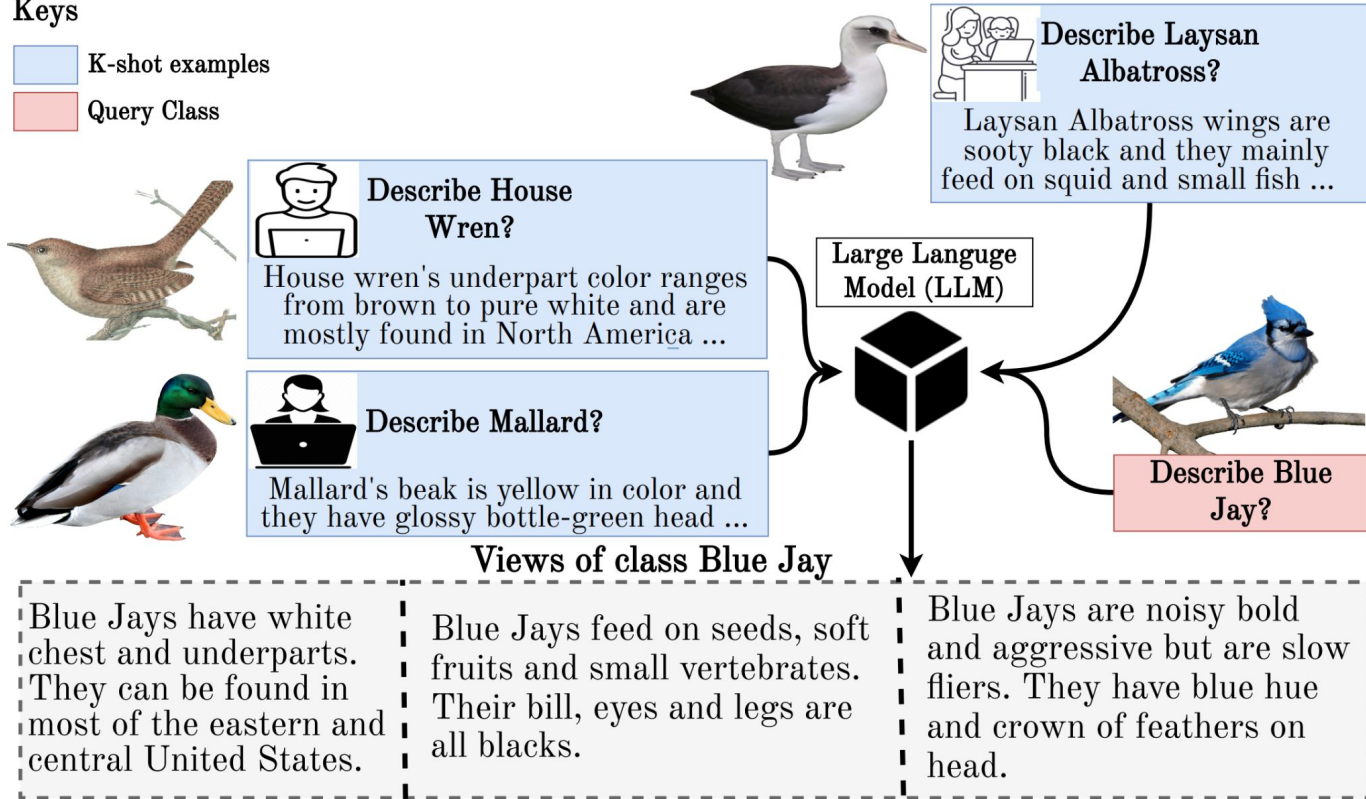 Keys
K-shot examples
Query Class
Describe Laysan
Albatross?
Laysan Albatross wings are
sooty black and they mainly
feed on squid and small fish ...
Describe House
Wren?
House wren's underpart color ranges
from brown to pure white and are
mostly found in North America ...
Large Languge
Model (LLM)
Describe Mallard?
Mallard's beak is yellow in color and
they have glossy bottle-green head ...
Describe Blue
Jay?
Views of class Blue Jay
Blue Jays have white
chest and underparts.
They can be found in
most of the eastern and
central United States.
Blue Jays feed on seeds, soft
fruits and small vertebrates.
Their bill, eyes and legs are
all blacks.
Blue Jays are noisy bold
and aggressive but are slow
fliers. They have blue hue
and crown of feathers on
head.